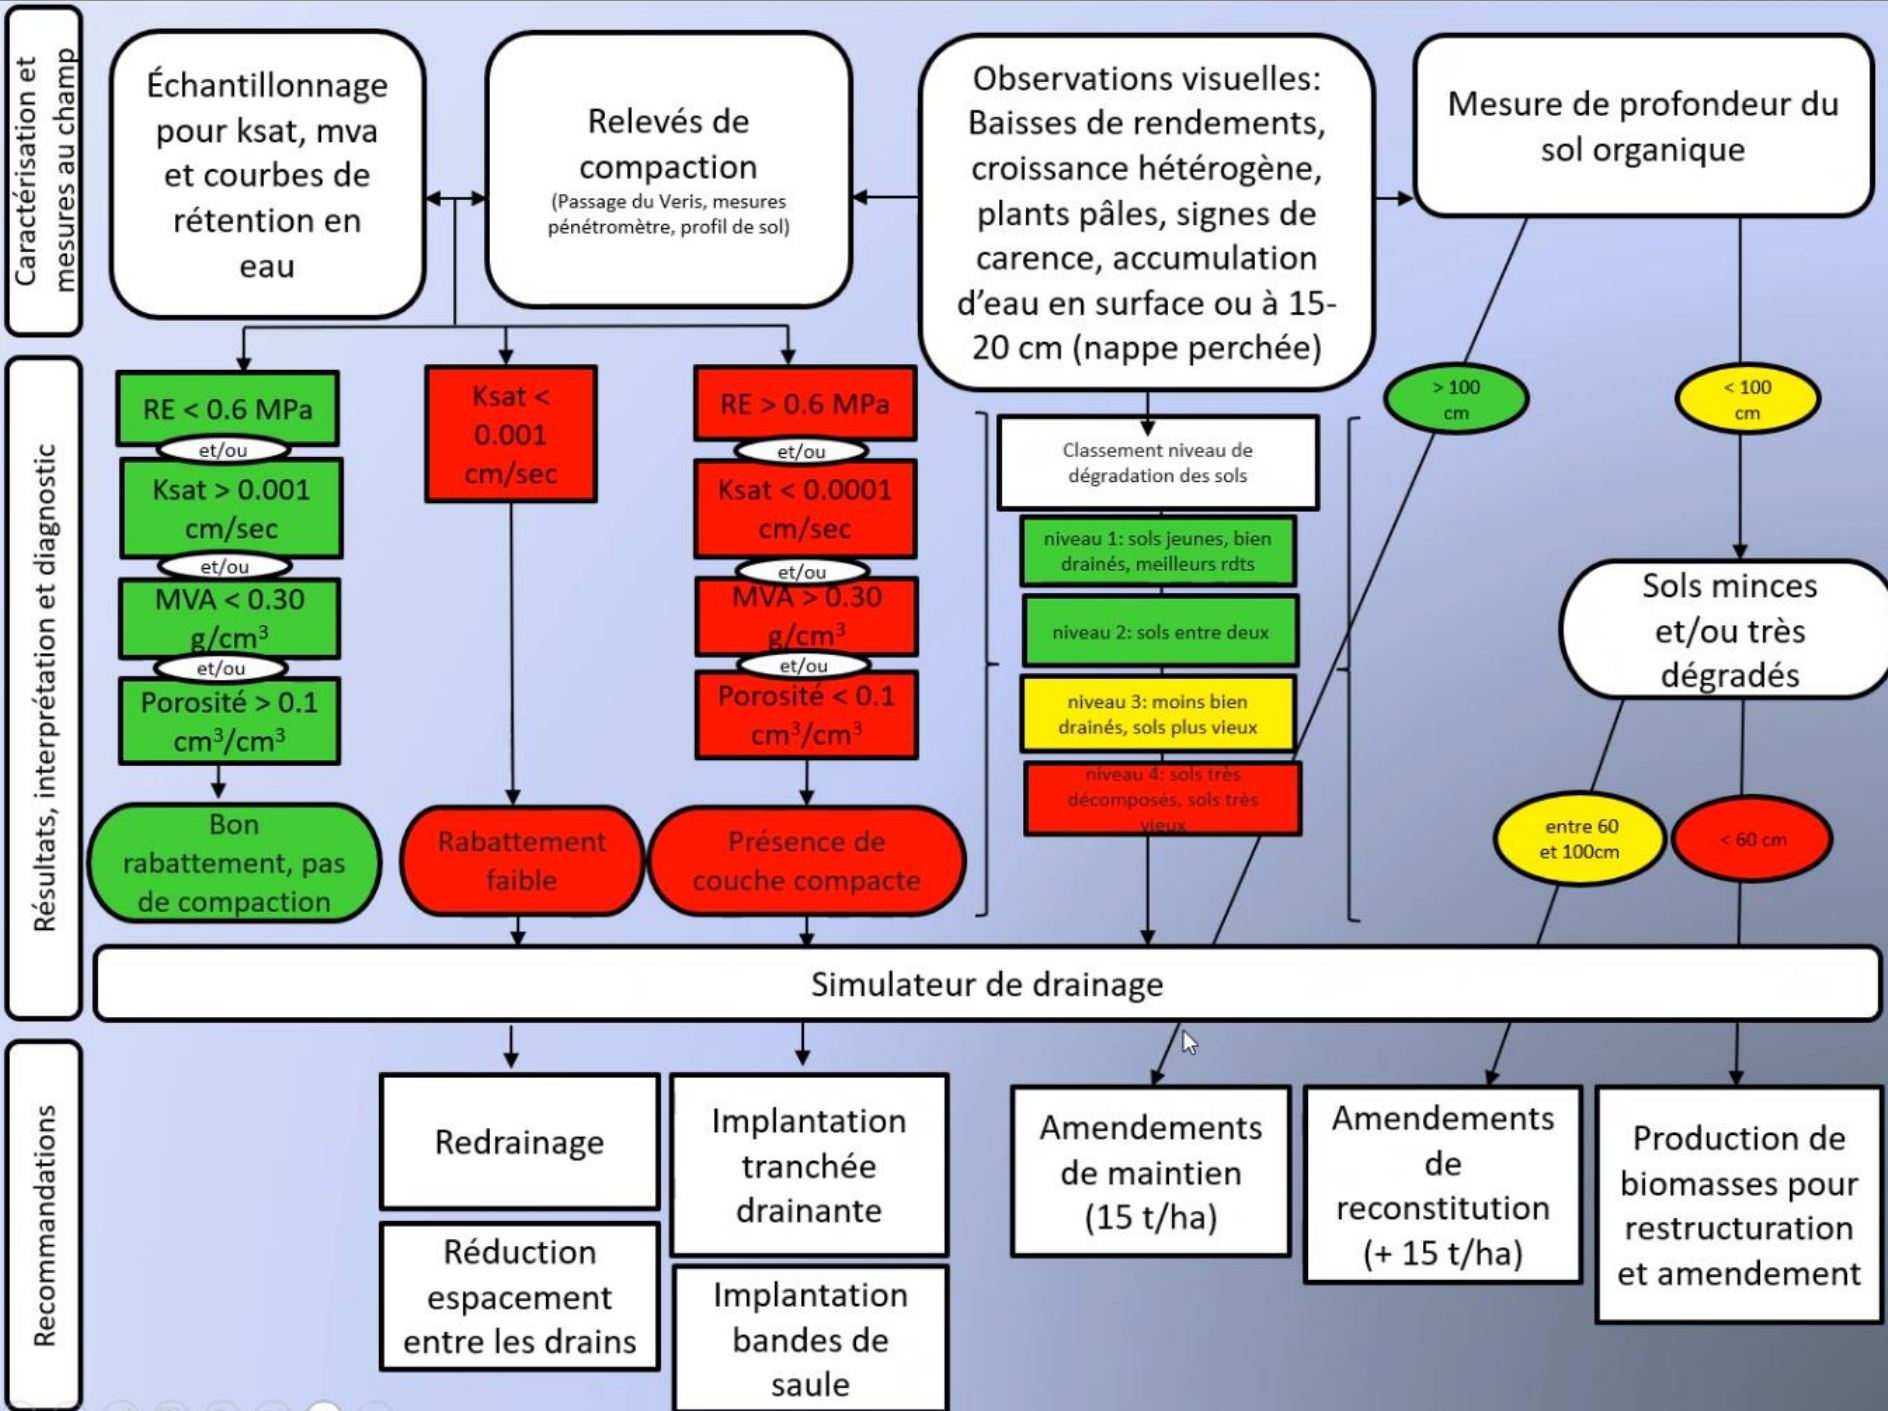 Caractérisation et
mesures au champ
Échantillonnage
pour ksat, mva
et courbes de
rétention en
eau
Relevés de
compaction
(Passage du Veris, mesures
pénétromètre, profil de sol)
Observations visuelles:
Baisses de rendements,
croissance hétérogène,
plants pâles, signes de
carence, accumulation
d'eau en surface ou à 15-
20 cm (nappe perchée)
Mesure de profondeur du
sol organique
Résultats, interprétation et diagnostic
RE < 0.6 MPa
et/ou
Ksat > 0.001
cm/sec
et/ou
MVA < 0.30
g/cm³
et/ou
Porosité > 0.1
cm³/cm³
Bon
rabattement, pas
de compaction
Ksat <
0.001
cm/sec
Rabattement
faible
RE > 0.6 MPa
et/ou
Ksat < 0.0001
cm/sec
et/ou
MVA > 0.30
g/cm³
et/ou
Porosité < 0.1
cm³/cm³
Présence de
couche compacte
Classement niveau de
dégradation des sols
niveau 1: sols jeunes, bien
drainés, meilleurs rdts
niveau 2: sols entre deux
niveau 3: moins bien
drainés, sols plus vieux
niveau 4: sols très
décomposés, sols très
vieux
> 100
cm
< 100
cm
Sols minces
et/ou très
dégradés
entre 60
et 100cm
< 60 cm
Simulateur de drainage
Recommandations
Redrainage
Réduction
espacement
entre les drains
Implantation
tranchée
drainante
Implantation
bandes de
saule
Amendements
de maintien
(15 t/ha)
Amendements
de
reconstitution
(+ 15 t/ha)
Production de
biomasses pour
restructuration
et amendement